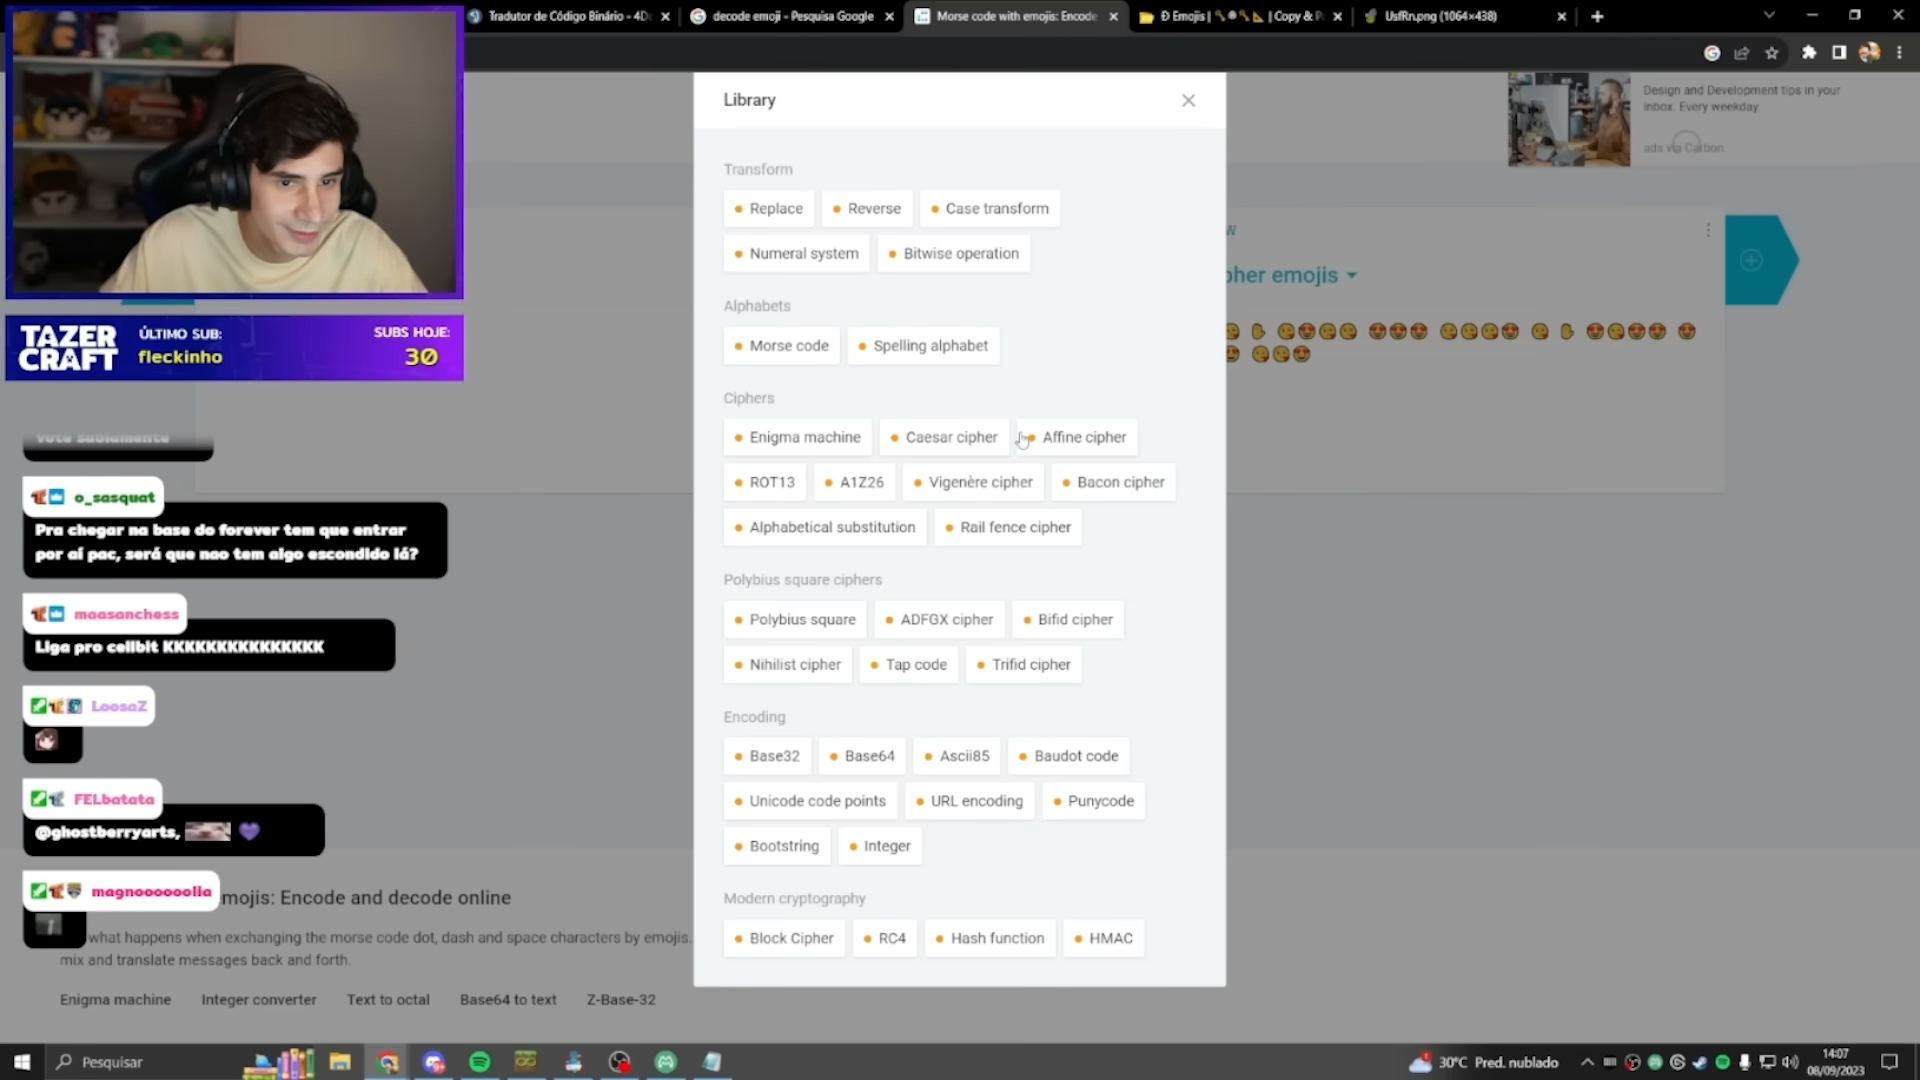 Tradutor de Código Binário - 4D
decode emoji - Pesquisa Google
Morse code with emojis: Encode
Emojis |
| Copy & P
UsfRn.png (1064×438)
Library
Design and Development tips in your
inbox. Every weekday.
ads via Carbon
Transform
Replace
Reverse
Case transform
Numeral system
Bitwise operation
pher emojis
TAZER
CRAFT
ÚLTIMO SUB:
fleckinho
SUBS HOJE:
30
Alphabets
Morse code
Spelling alphabet
Ciphers
Enigma machine
Caesar cipher
Affine cipher
ROT13
A1Z26
Vigenère cipher
Bacon cipher
Alphabetical substitution
Rail fence cipher
Polybius square ciphers
Polybius square
ADFGX cipher
Bifid cipher
Nihilist cipher
Tap code
Trifid cipher
Encoding
Base32
Base64
Ascii85
Baudot code
Unicode code points
URL encoding
Punycode
Bootstring
Integer
Modern cryptography
Block Cipher
RC4
Hash function
HMAC
vote sabiamente
o_sasquat
Pra chegar na base do forever tem que entrar
por aí pac, será que nao tem algo escondido lá?
maasanchess
Liga pro cellbit KKKKKKKKKKKKKKK
LoosaZ
FELbatata
@ghostberryarts,
magnoooooolia
mojis: Encode and decode online
what happens when exchanging the morse code dot, dash and space characters by emojis.
mix and translate messages back and forth.
Enigma machine
Integer converter
Text to octal
Base64 to text
Z-Base-32
Pesquisar
30°C Pred. nublado
14:07
08/09/2023